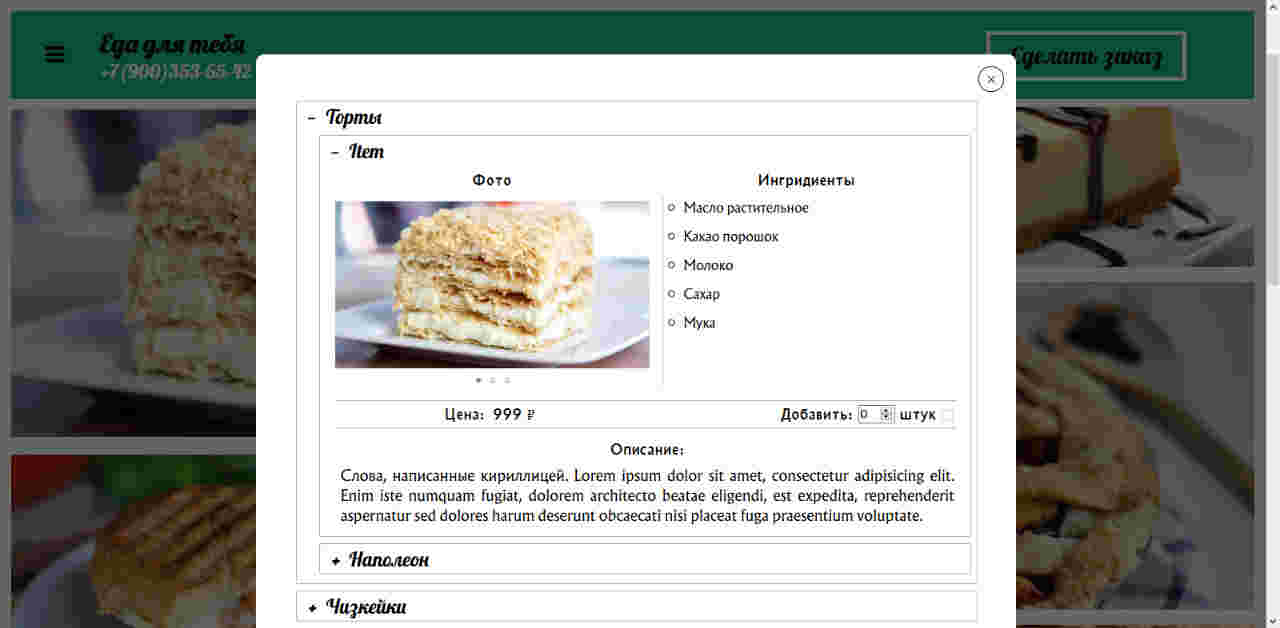 Еда для тебя
+7 (900)353-65-42
Сделать заказ
×
− Торты
− Item
Фото
Ингридиенты
Масло растительное
Какао порошок
Молоко
Сахар
Мука
Цена: 999 ₽
Добавить: 0 штук
Описание:
Слова, написанные кириллицей. Lorem ipsum dolor sit amet, consectetur adipisicing elit.
Enim iste numquam fugiat, dolorem architecto beatae eligendi, est expedita, reprehenderit
aspernatur sed dolores harum deserunt obcaecati nisi placeat fuga praesentium voluptate.
+ Наполеон
+ Чизкейки